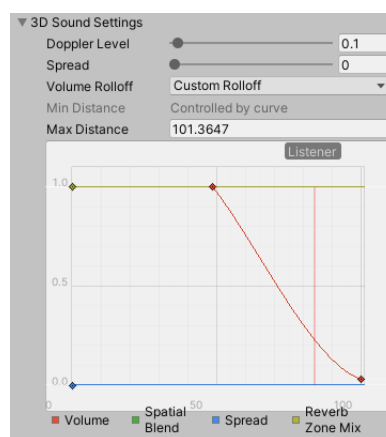 3D Sound Settings
Doppler Level 0.1
Spread 0
Volume Rolloff Custom Rolloff
Min Distance Controlled by curve
Max Distance 101.3647
Listener
1.0
0.5
0.0
0 50 100
Volume Spatial Blend Spread Reverb Zone Mix